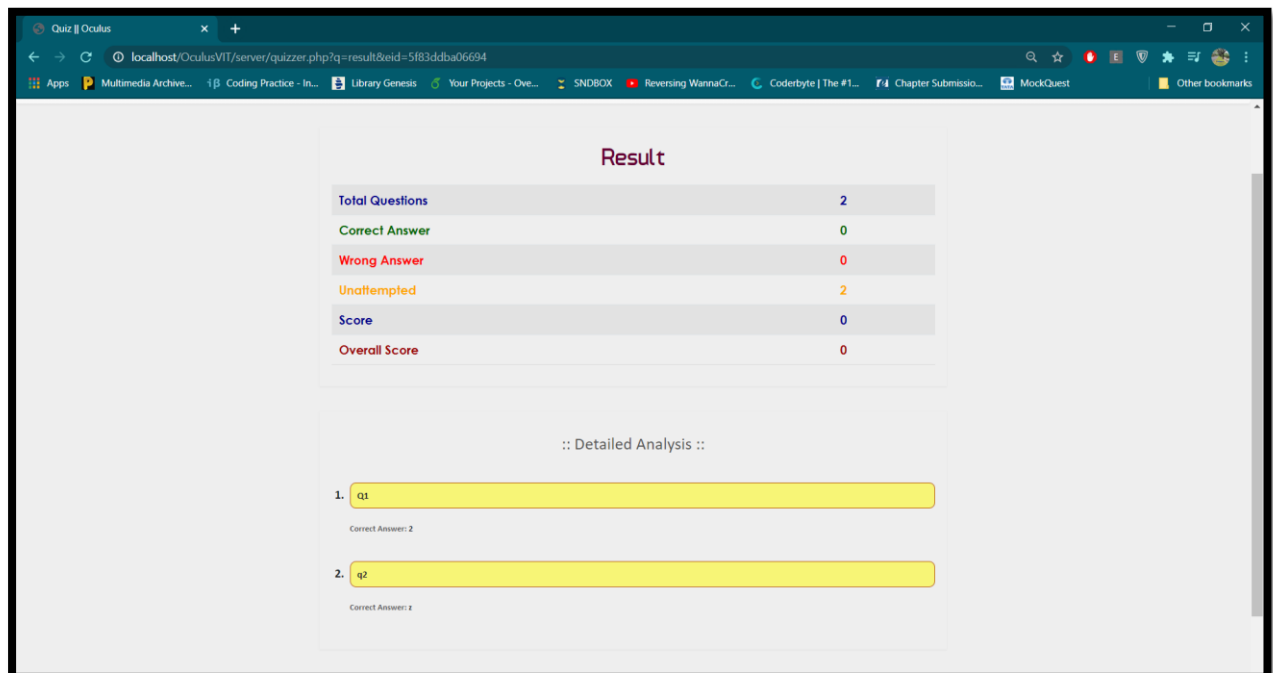 Quiz || Oculus
localhost/OculusVIT/server/quizzer.php?q=result&eid=5f83ddba06694
Apps Multimedia Archive... Coding Practice - In... Library Genesis Your Projects - Ove... SNDBOX Reversing WannaCr... Coderbyte | The #1... Chapter Submissio... MockQuest Other bookmarks
Result
Total Questions 2
Correct Answer 0
Wrong Answer 0
Unattempted 2
Score 0
Overall Score 0
:: Detailed Analysis ::
1. Q1
Correct Answer: 2
2. q2
Correct Answer: z